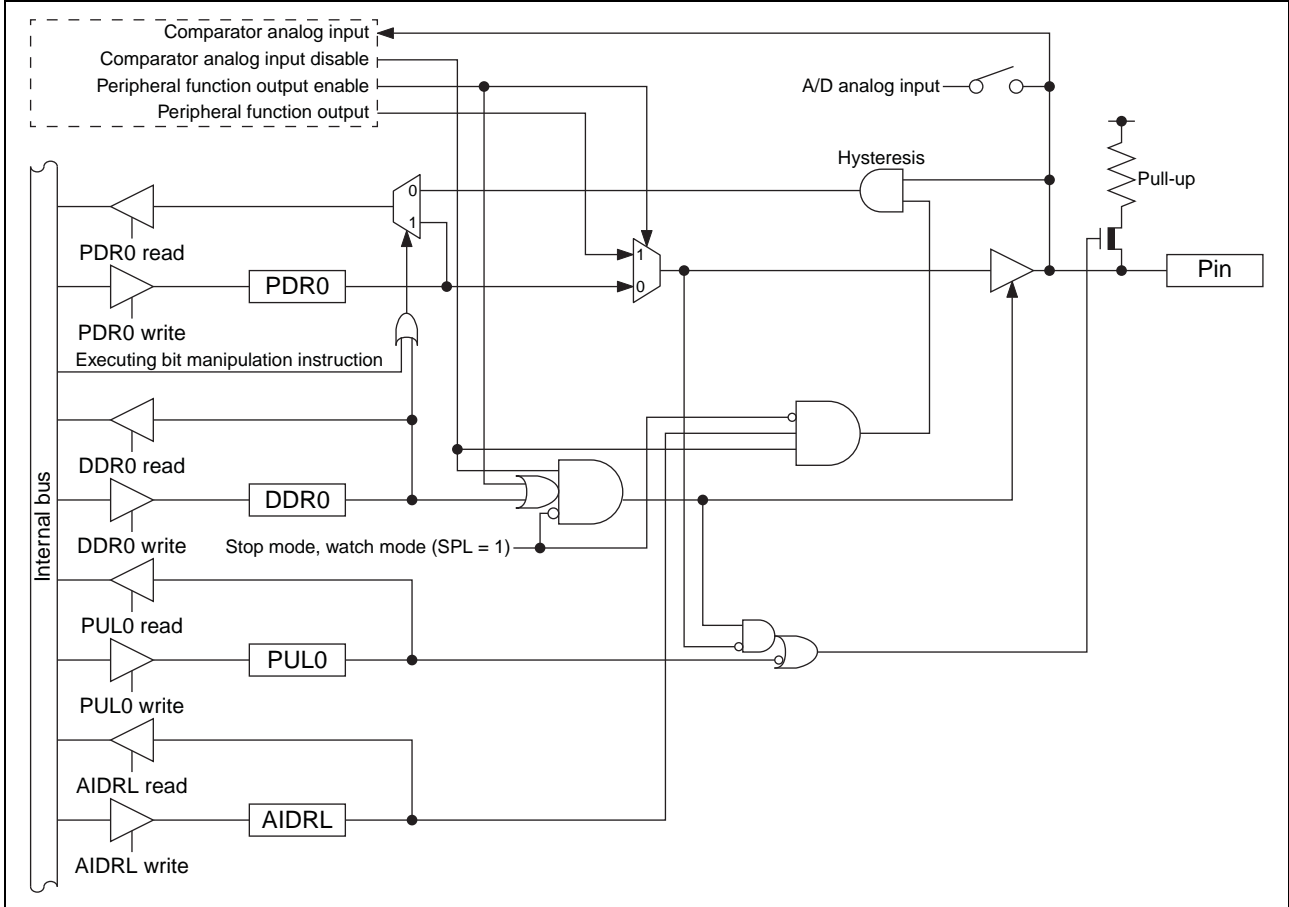 Comparator analog input
Comparator analog input disable
Peripheral function output enable
Peripheral function output
A/D analog input
Hysteresis
Pull-up
0
1
PDR0 read
1
0
Pin
PDR0
PDR0 write
Executing bit manipulation instruction
DDR0 read
DDR0
DDR0 write
Stop mode, watch mode (SPL = 1)
Internal bus
PUL0 read
PUL0
PUL0 write
AIDRL read
AIDRL
AIDRL write